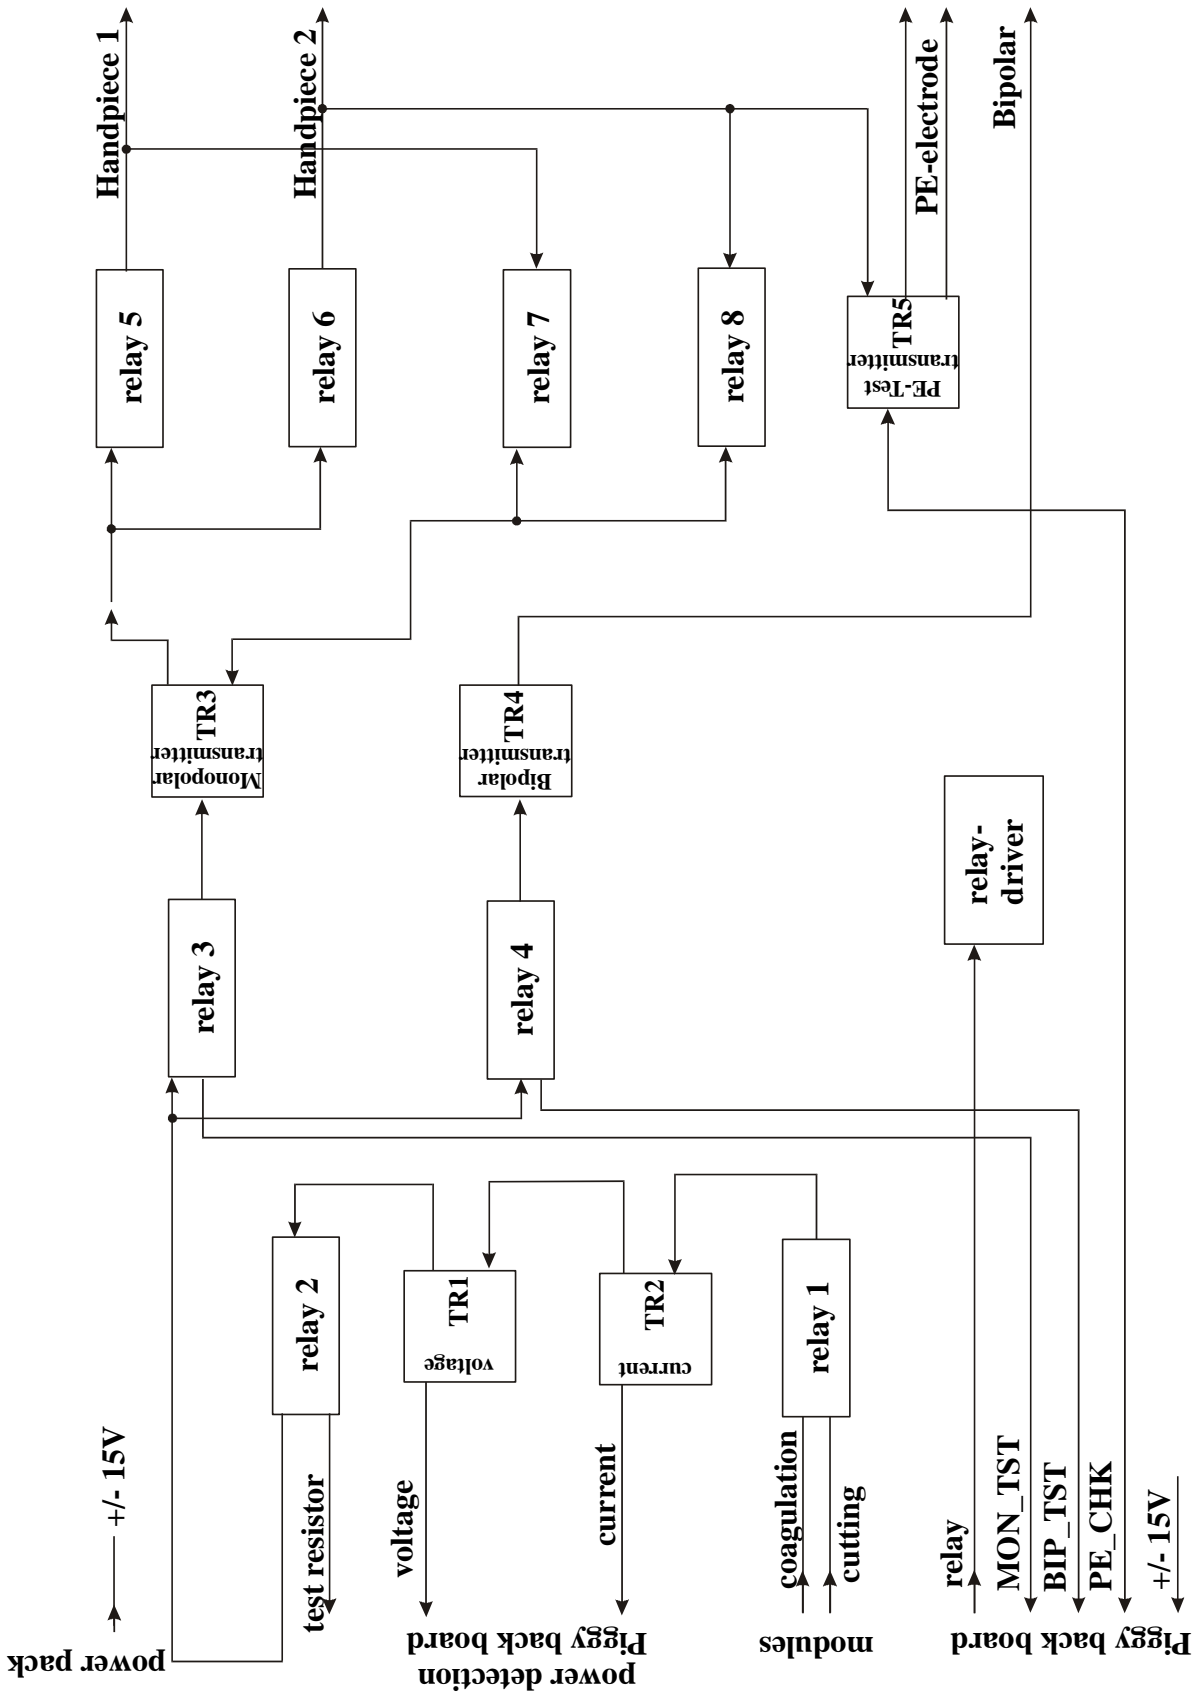 Handpiece 1
Handpiece 2
PE-electrode
Bipolar
relay 5
relay 6
relay 7
relay 8
TR5
PE-Test
transmitter
TR3
Monopolar
transmitter
TR4
Bipolar
transmitter
relay 3
relay 4
relay-
driver
relay 2
TR1
voltage
TR2
current
relay 1
+/- 15V
test resistor
voltage
current
coagulation
cutting
relay
MON_TST
BIP_TST
PE_CHK
+/- 15V
power pack
Piggy back board
power detection
modules
Piggy back board